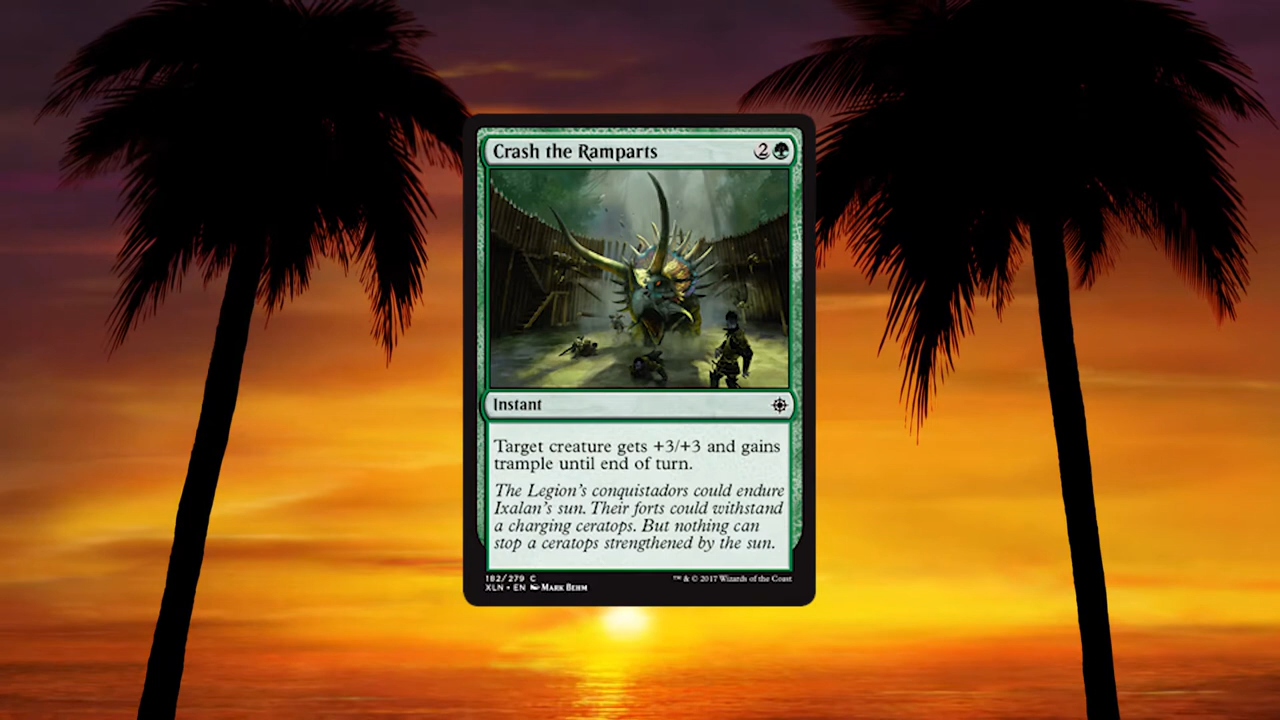 Crash the Ramparts 2
Instant
Target creature gets +3/+3 and gains
trample until end of turn.
The Legion's conquistadors could endure
Ixalan's sun. Their forts could withstand
a charging ceratops. But nothing can
stop a ceratops strengthened by the sun.
182/279 C
XLN • EN Mark Behm
™ & © 2017 Wizards of the Coast